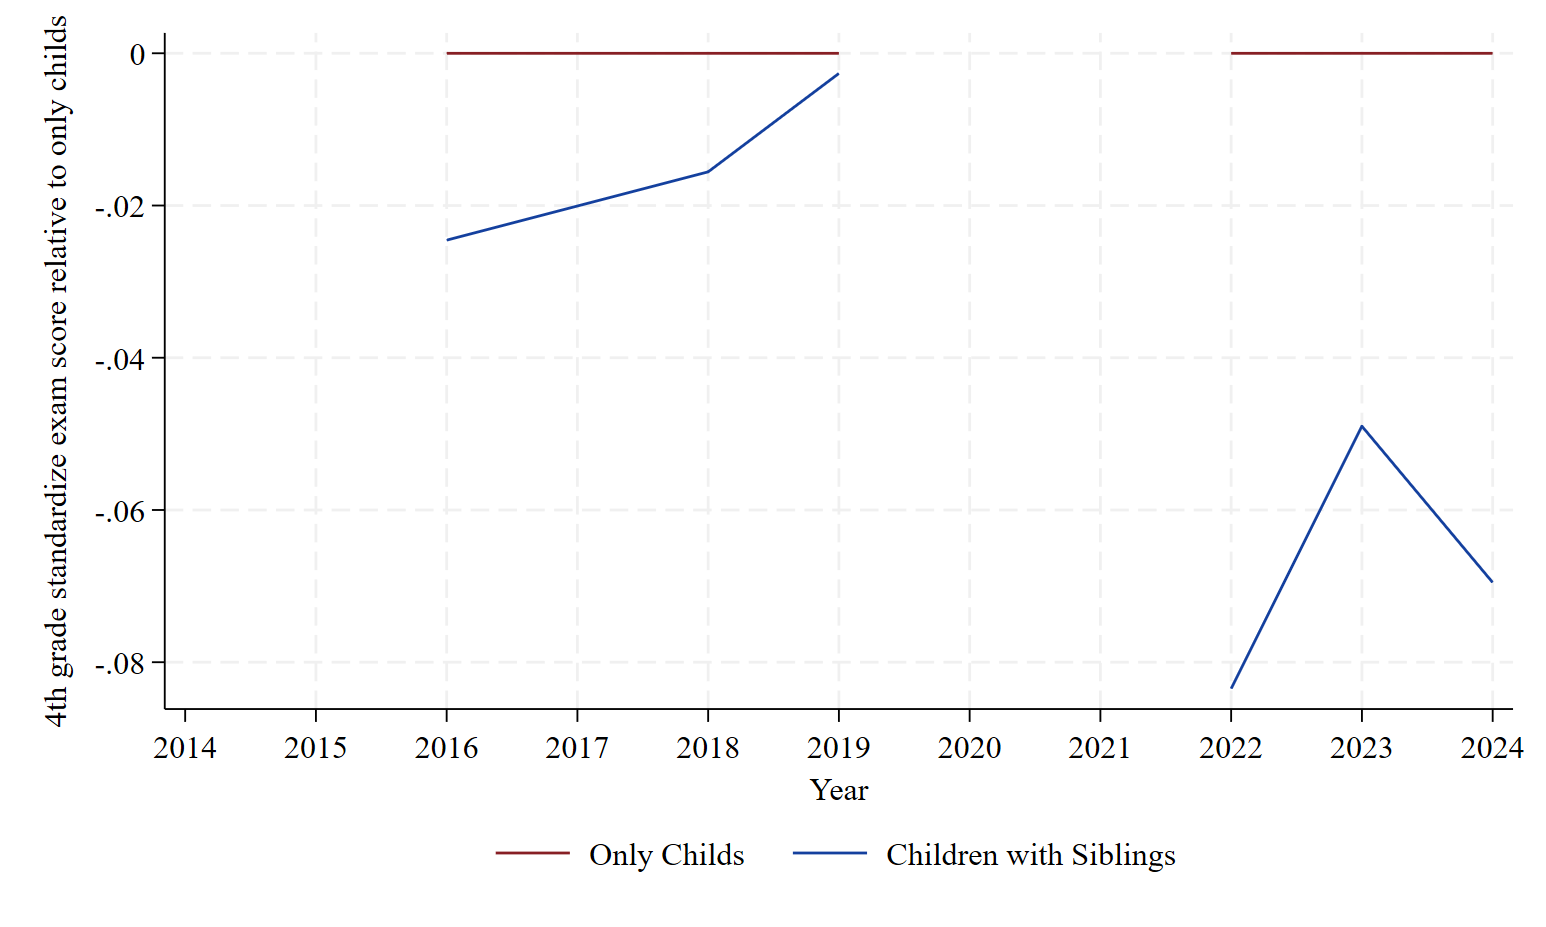 4th grade standardize exam score relative to only childs
0
-.02
-.04
-.06
-.08
2014 2015 2016 2017 2018 2019 2020 2021 2022 2023 2024
Year
Only Childs Children with Siblings